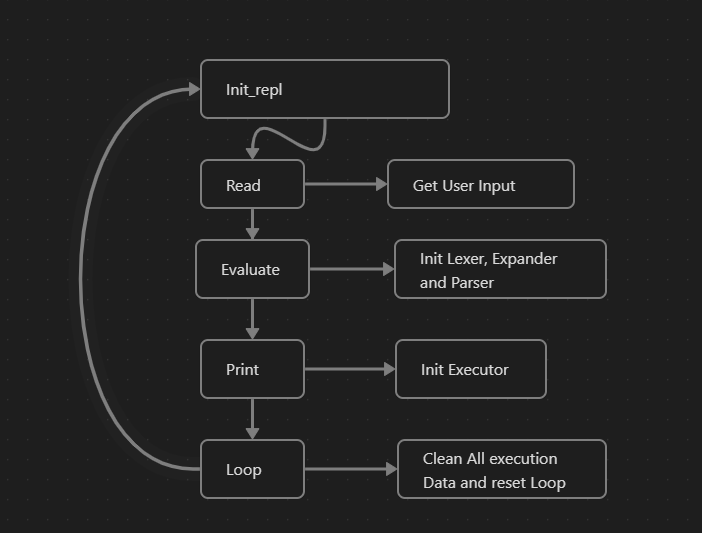 Init_repl
Read
Get User Input
Evaluate
Init Lexer, Expander
and Parser
Print
Init Executor
Loop
Clean All execution
Data and reset Loop